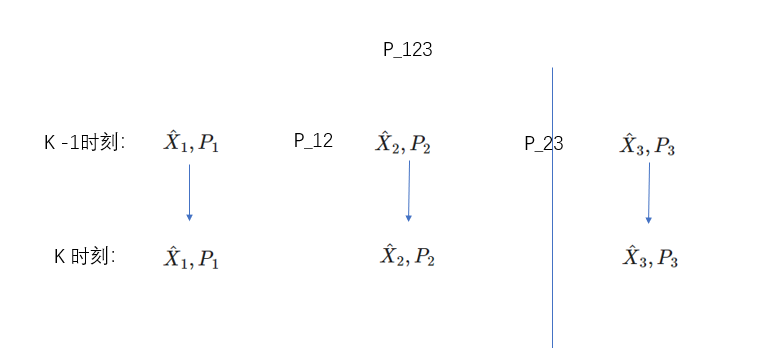 P_123
K -1时刻： X̂₁, P₁ P_12 X̂₂, P₂ P_23 X̂₃, P₃
K 时刻： X̂₁, P₁ X̂₂, P₂ X̂₃, P₃